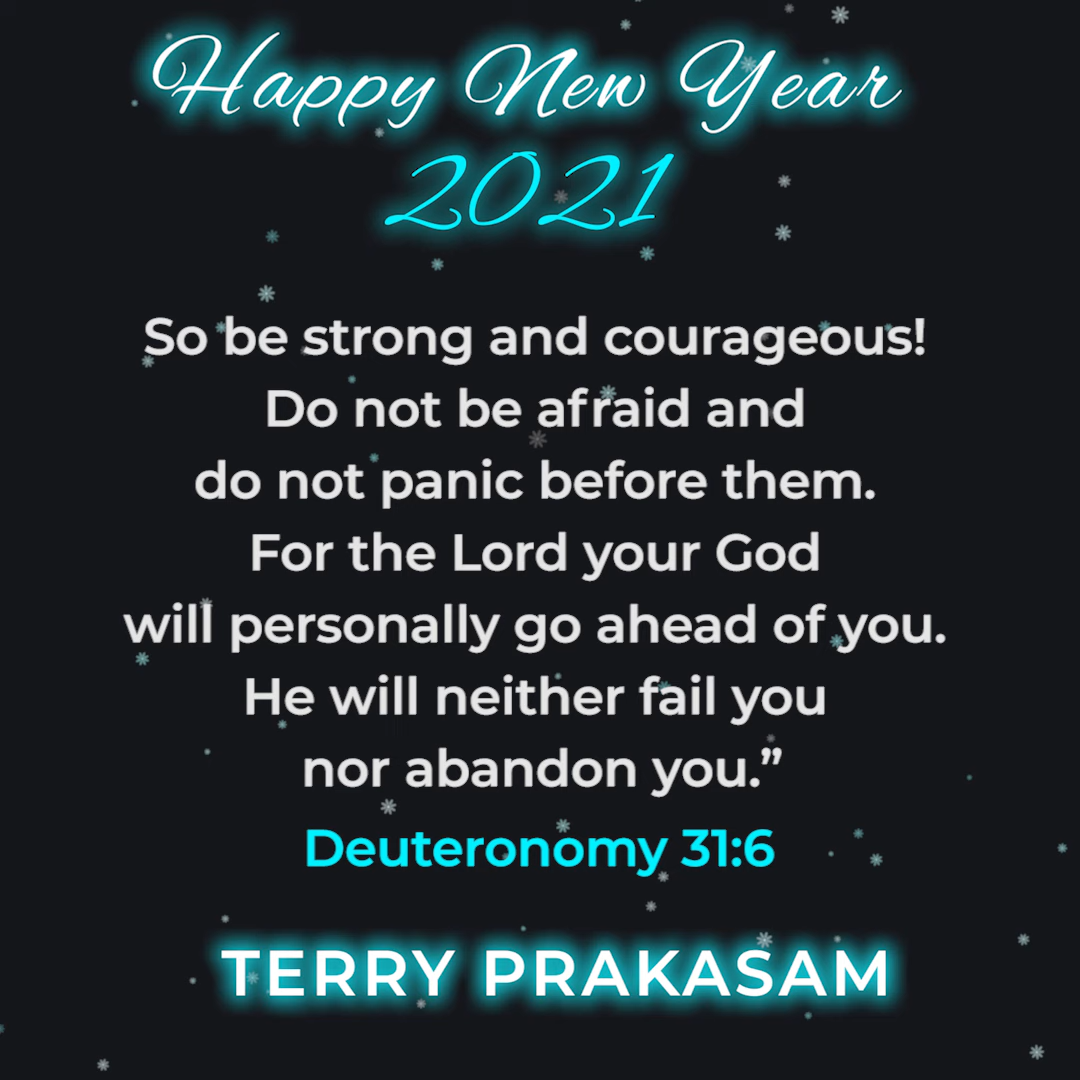 Happy New Year
2021
So be strong and courageous!
Do not be afraid and
do not panic before them.
For the Lord your God
will personally go ahead of you.
He will neither fail you
nor abandon you.”
Deuteronomy 31:6
TERRY PRAKASAM